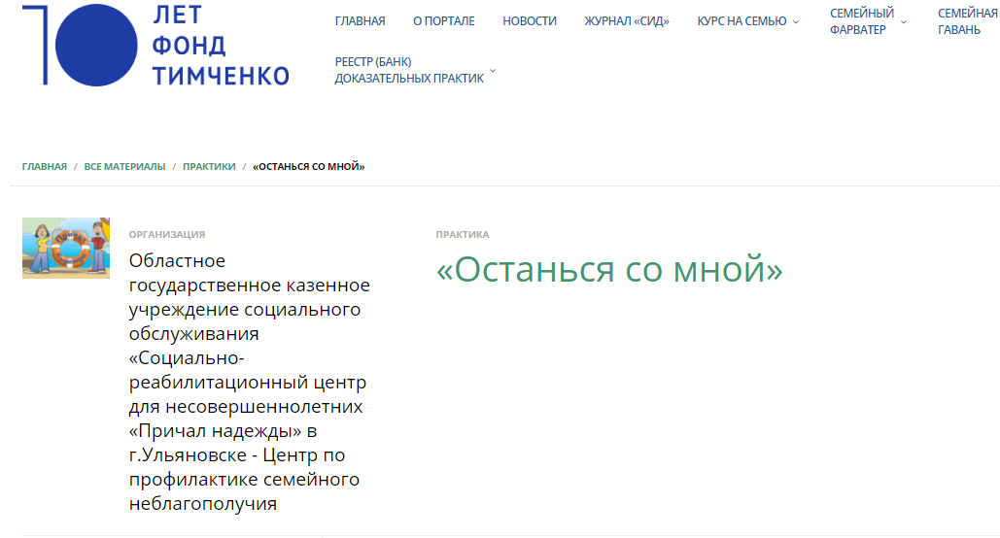 10 ЛЕТ
ФОНД
ТИМЧЕНКО
ГЛАВНАЯ О ПОРТАЛЕ НОВОСТИ ЖУРНАЛ «СИД» КУРС НА СЕМЬЮ
СЕМЕЙНЫЙ
ФАРВАТЕР
СЕМЕЙНАЯ
ГАВАНЬ
РЕЕСТР (БАНК)
ДОКАЗАТЕЛЬНЫХ ПРАКТИК
ГЛАВНАЯ / ВСЕ МАТЕРИАЛЫ / ПРАКТИКИ / «ОСТАНЬСЯ СО МНОЙ»
ОРГАНИЗАЦИЯ
Областное
государственное казенное
учреждение социального
обслуживания
«Социально-
реабилитационный центр
для несовершеннолетних
«Причал надежды» в
г.Ульяновске - Центр по
профилактике семейного
неблагополучия
ПРАКТИКА
«Останься со мной»